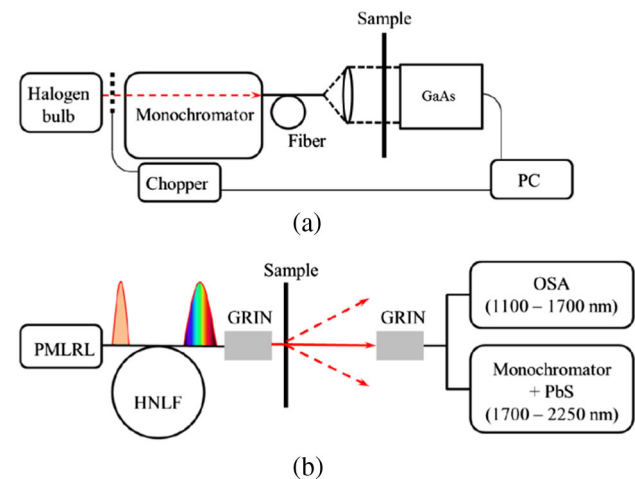 Sample
Halogen
bulb
Monochromator
GaAs
Fiber
Chopper
PC
(a)
Sample
GRIN
GRIN
OSA
(1100 – 1700 nm)
PMLRL
HNLF
Monochromator
+ PbS
(1700 – 2250 nm)
(b)